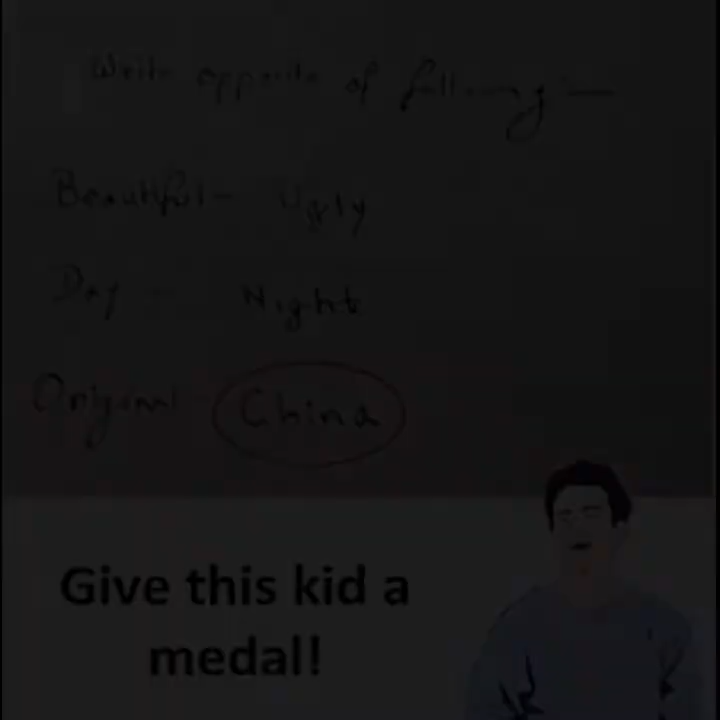 Write opposite of following :—
Beautiful - Ugly
Day - Night
Original - China
Give this kid a
medal!